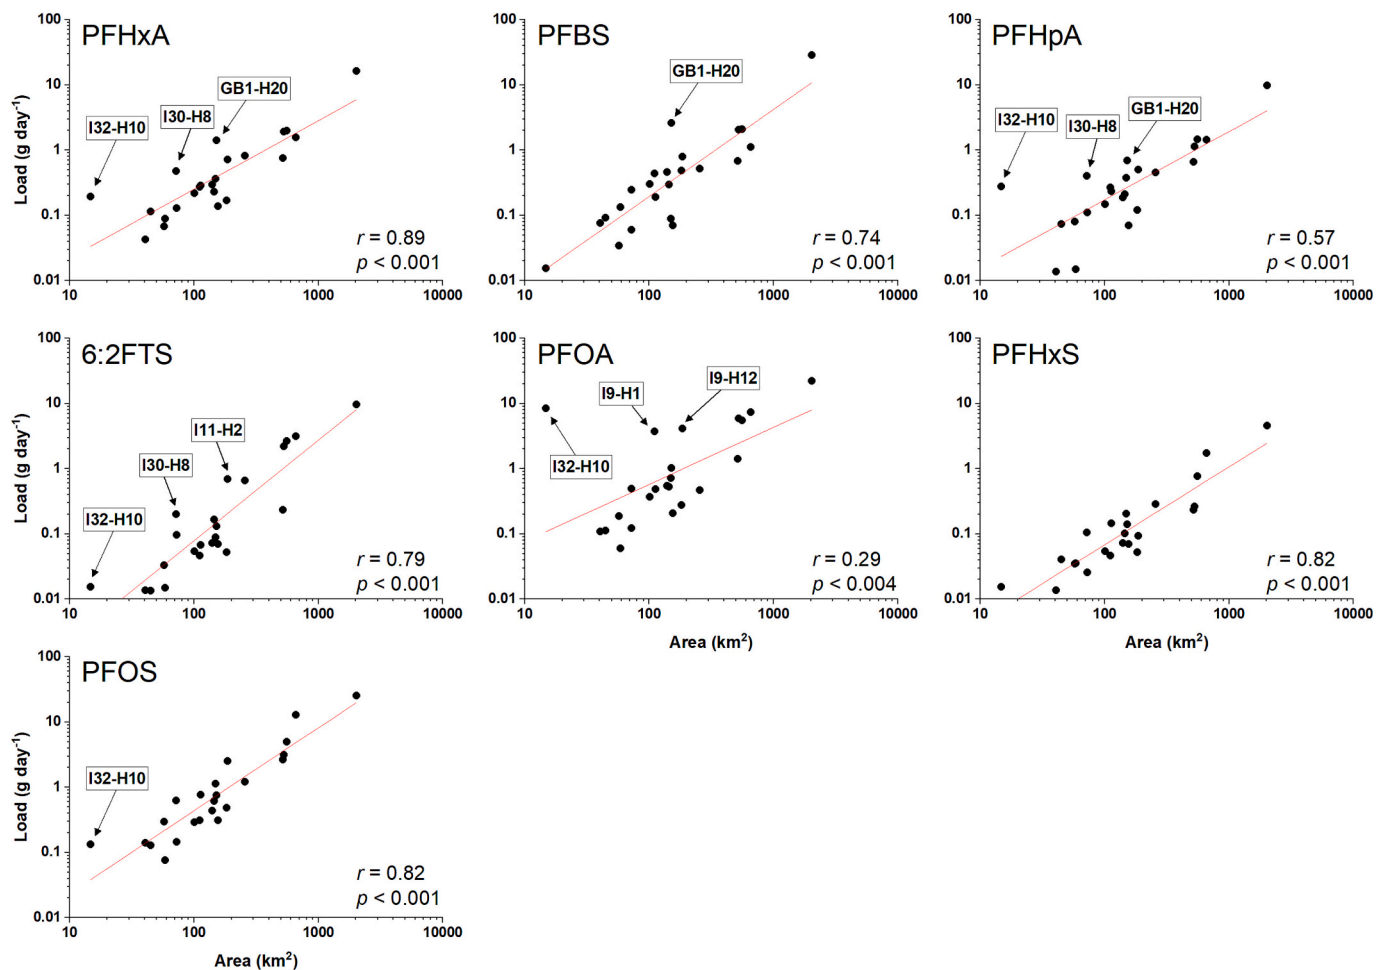 PFHxA
100
10
1
0.1
0.01
Load (g day-1)
I32-H10
I30-H8
GB1-H20
r = 0.89
p < 0.001
10
100
1000
10000
PFBS
100
10
1
0.1
0.01
GB1-H20
r = 0.74
p < 0.001
10
100
1000
10000
PFHpA
100
10
1
0.1
0.01
I32-H10
I30-H8
GB1-H20
r = 0.57
p < 0.001
10
100
1000
10000
6:2FTS
100
10
1
0.1
0.01
Load (g day-1)
I32-H10
I30-H8
I11-H2
r = 0.79
p < 0.001
10
100
1000
10000
PFOA
100
10
1
0.1
0.01
I9-H1
I9-H12
I32-H10
r = 0.29
p < 0.004
10
100
1000
10000
Area (km2)
PFHxS
100
10
1
0.1
0.01
r = 0.82
p < 0.001
10
100
1000
10000
Area (km2)
PFOS
100
10
1
0.1
0.01
Load (g day-1)
I32-H10
r = 0.82
p < 0.001
10
100
1000
10000
Area (km2)